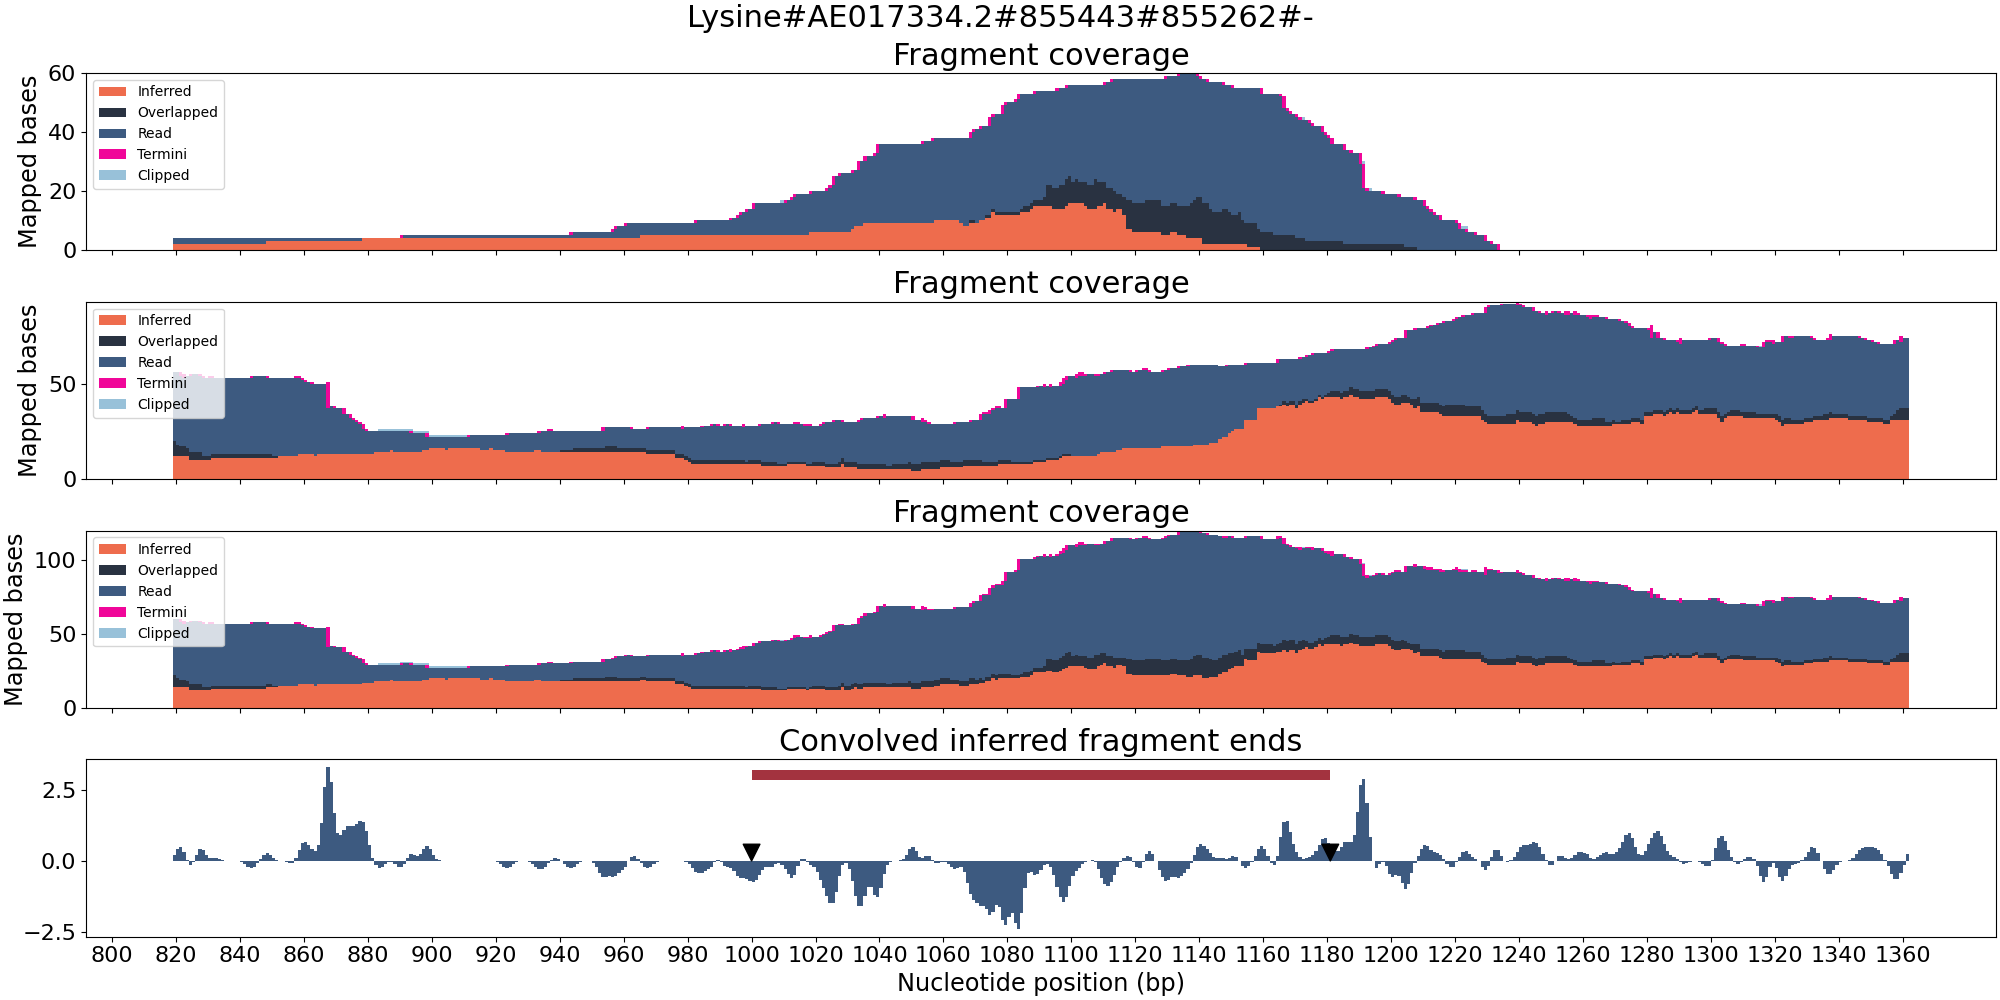 Lysine#AE017334.2#855443#855262#-
Fragment coverage
Mapped bases
60
40
20
0
Inferred
Overlapped
Read
Termini
Clipped
Fragment coverage
Mapped bases
50
0
Inferred
Overlapped
Read
Termini
Clipped
Fragment coverage
Mapped bases
100
50
0
Inferred
Overlapped
Read
Termini
Clipped
Convolved inferred fragment ends
2.5
0.0
−2.5
800 820 840 860 880 900 920 940 960 980 1000 1020 1040 1060 1080 1100 1120 1140 1160 1180 1200 1220 1240 1260 1280 1300 1320 1340 1360
Nucleotide position (bp)